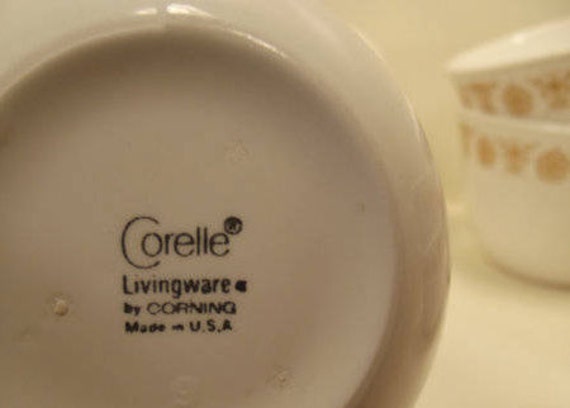 Corelle®
Livingware
by CORNING
Made in U.S.A